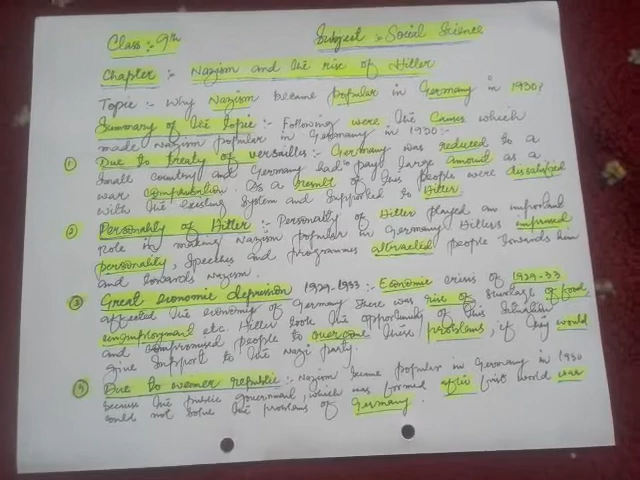 Class :- 9th Subject :- Social Science
Chapter :- Nazism and the rise of Hitler
Topic :- Why Nazism became popular in Germany in 1930?
Summary of the topic :- Following were the causes which
made nazism popular in Germany in 1930:-
① Due to treaty of versailles :- Germany was reduced to a
small country and Germany had to pay large amount as a
war As a result of this people were
with the existing system and supported to Hitler
② Personality of Hitler :- Personality of Hitler played an important
Role in making nazism popular in Germany. Hitlers
personality, speeches and programmes attracted people towards him
and towards nazism.
③ Great economic depression 1929-1933 :- Economic crisis of 1929-33
affected the economy of Germany There was rise of shortage of food,
unemployment etc. Hitler took the opportunity of this situation
and people to overcome these problems, if they would
give support to the Nazi party.
④ Due to weimer republic :- Nazism became popular in Germany in 1930
because the public government, which was formed after first world war
could not solve the problems of Germany.